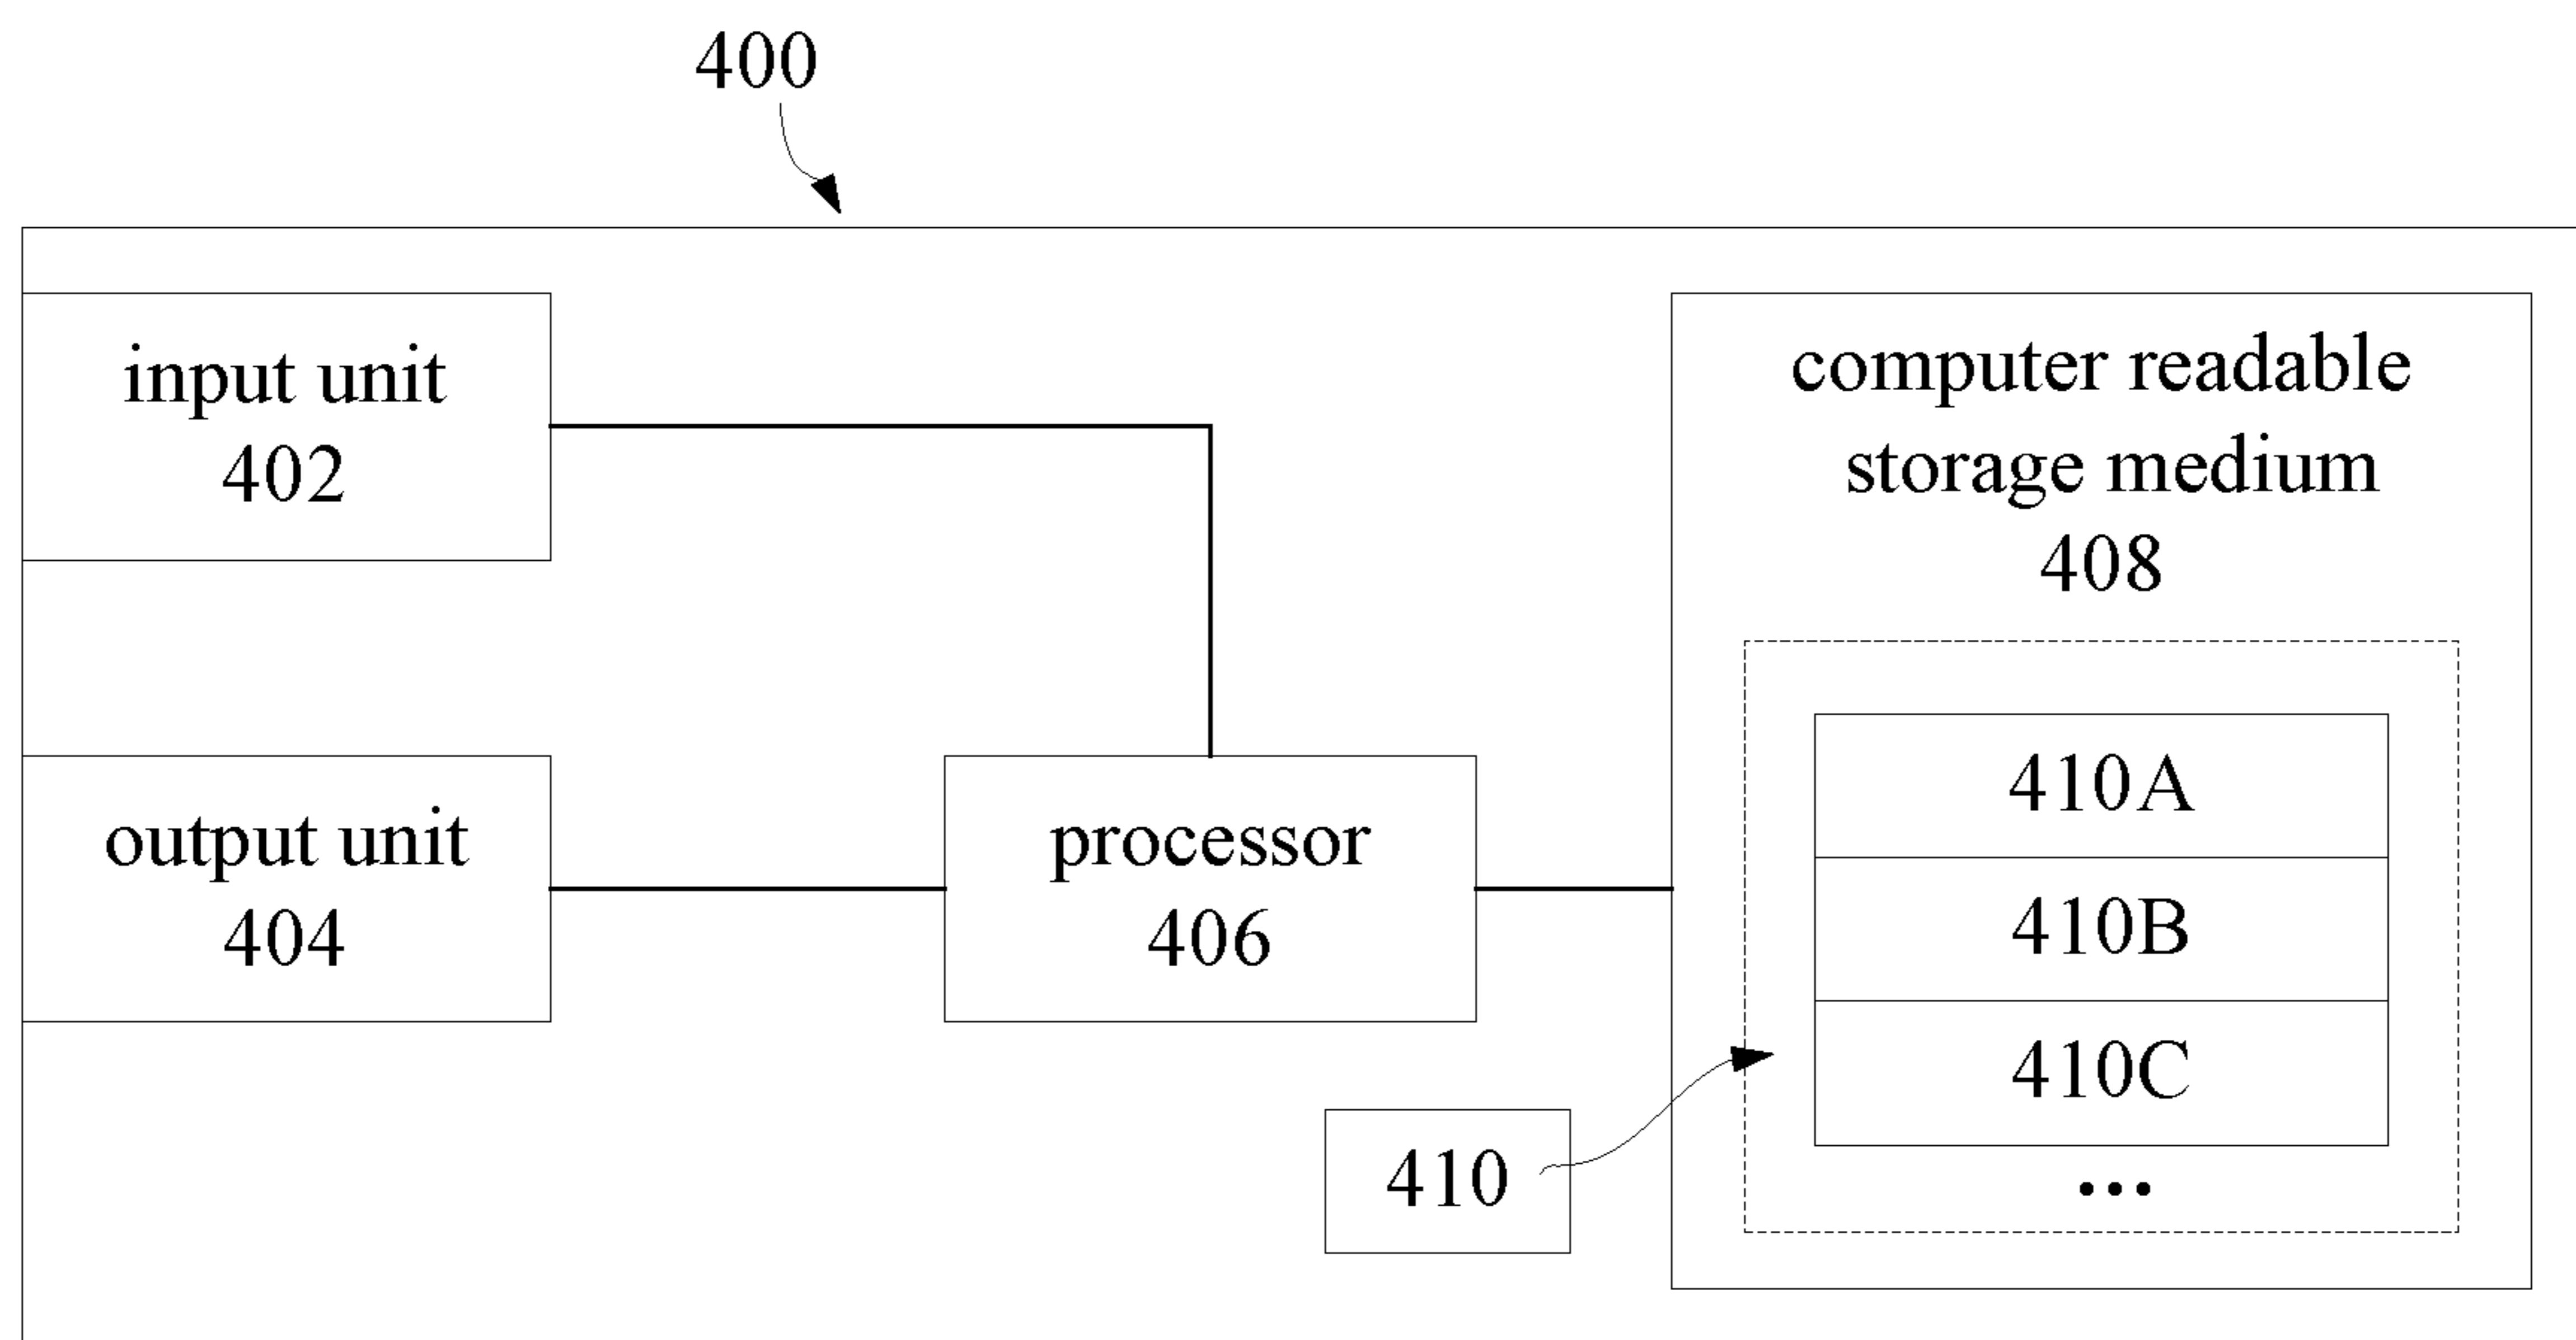 400
input unit
402
output unit
404
processor
406
computer readable
storage medium
408
410A
410B
410C
...
410